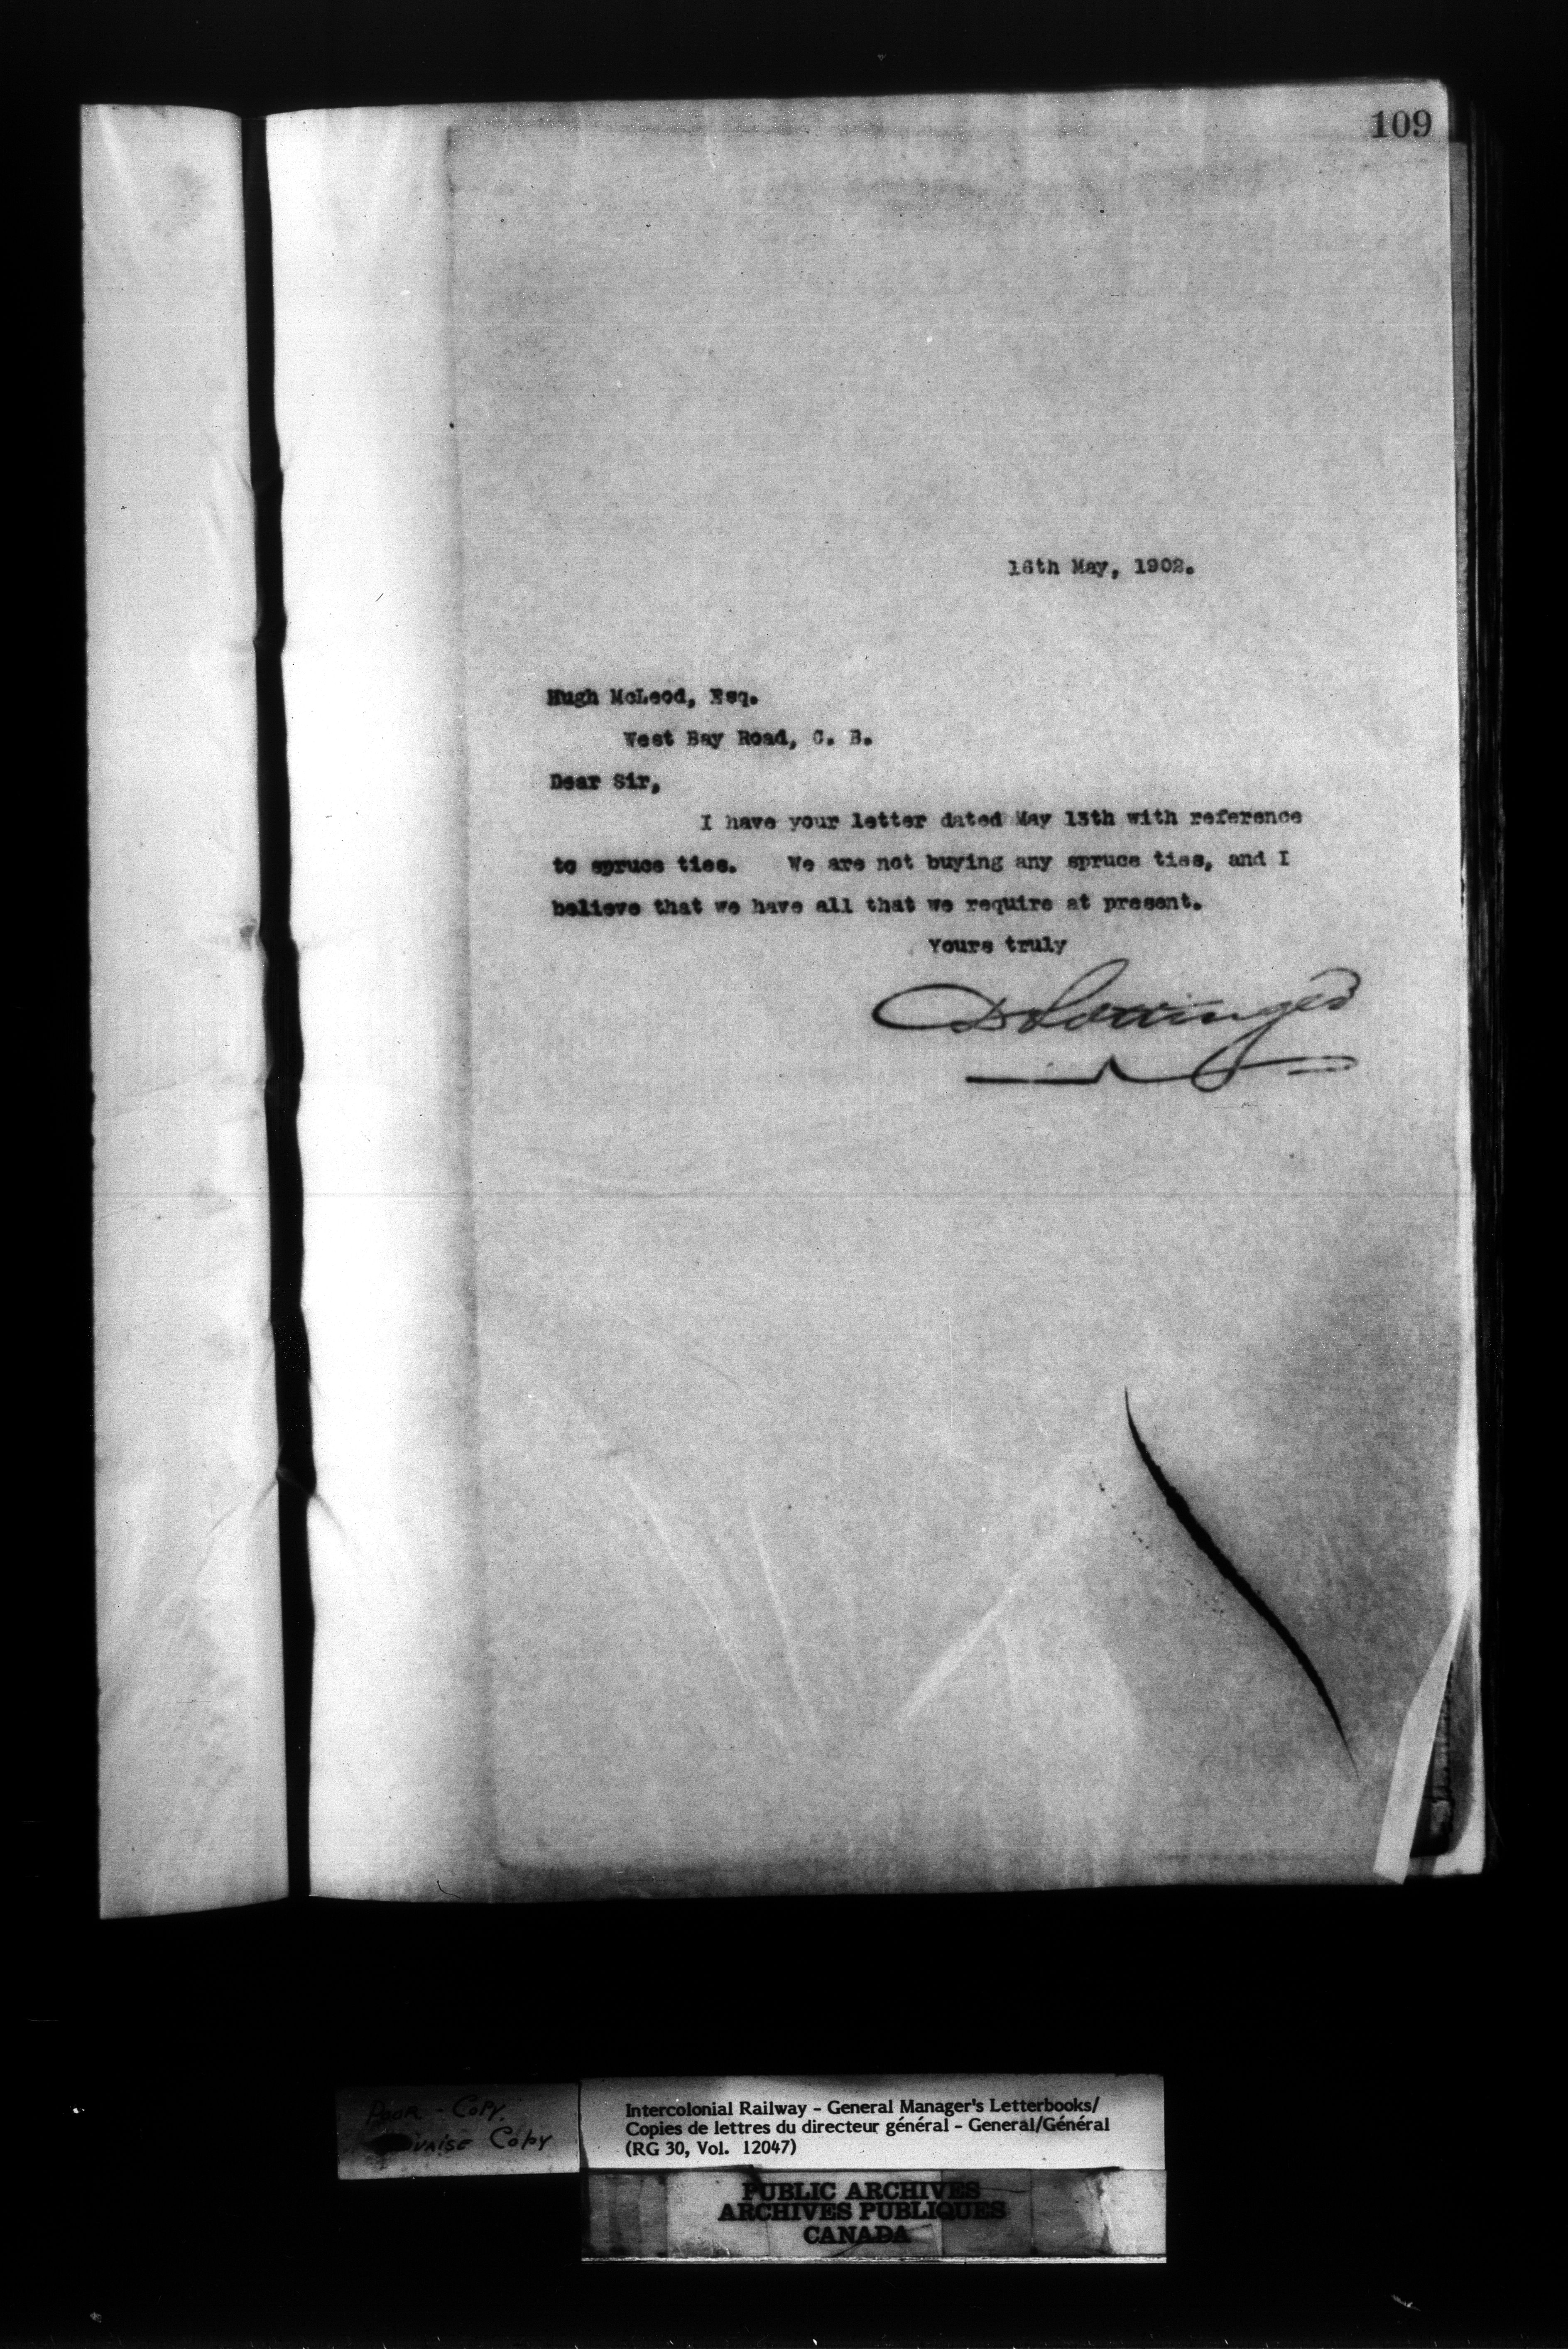 109
16th May, 1902.
Hugh McLeod, Esq.
West Bay Road, C. B.
Dear Sir,
I have your letter dated May 13th with reference
to spruce ties. We are not buying any spruce ties, and I
believe that we have all that we require at present.
Yours truly
D Pottinger
Poor - Copy.
Copy
Intercolonial Railway - General Manager's Letterbooks/
Copies de lettres du directeur général - General/Général
(RG 30, Vol. 12047)
PUBLIC ARCHIVES
ARCHIVES PUBLIQUES
CANADA